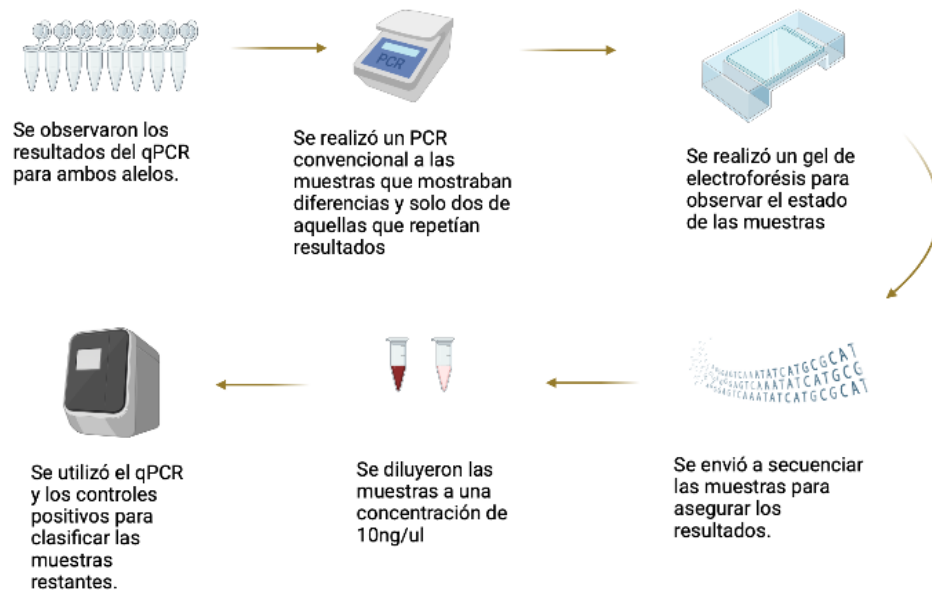 Se observaron los
resultados del qPCR
para ambos alelos.
PCR
Se realizó un PCR
convencional a las
muestras que mostraban
diferencias y solo dos de
aquellas que repetían
resultados
Se realizó un gel de
electroforésis para
observar el estado
de las muestras
Se utilizó el qPCR
y los controles
positivos para
clasificar las
muestras
restantes.
Se diluyeron las
muestras a una
concentración de
10ng/ul
AATATCATGCGCAT
AGTCAAATATCATGCG
GAGTCAAATATCATGCGCAT
Se envió a secuenciar
las muestras para
asegurar los
resultados.